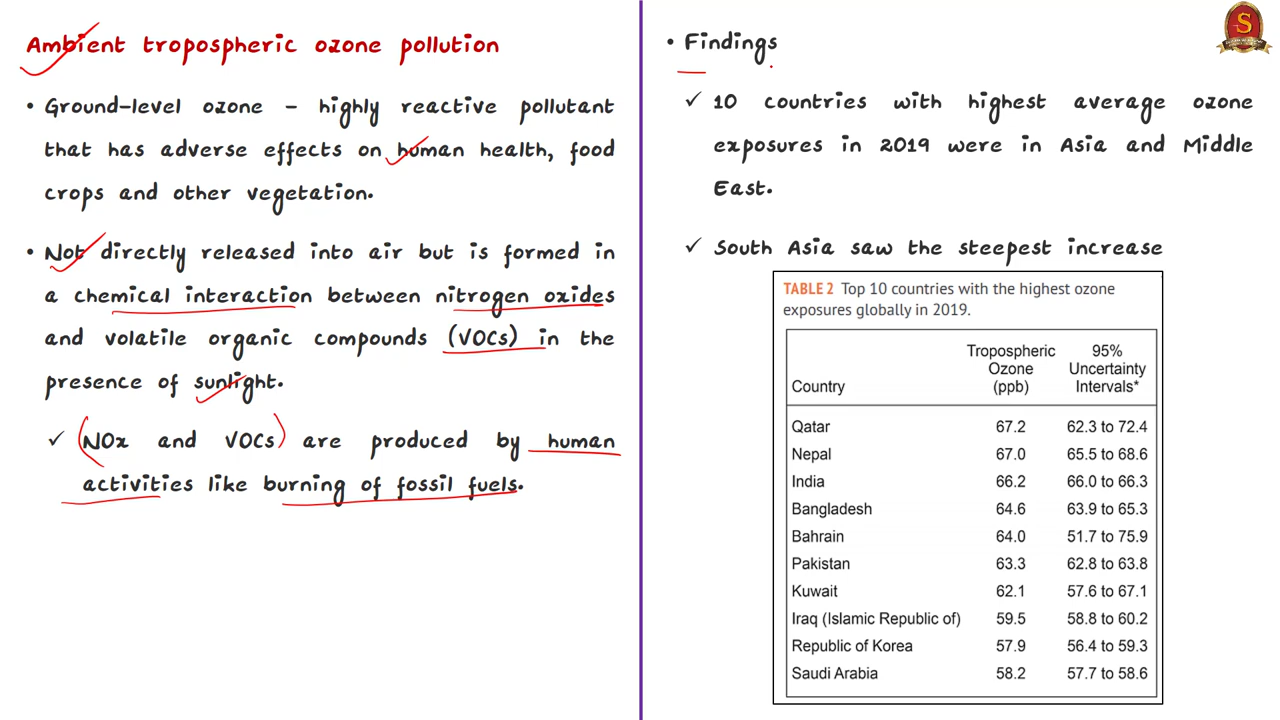 Ambient tropospheric ozone pollution
• Ground-level ozone – highly reactive pollutant
that has adverse effects on human health, food
crops and other vegetation.
• Not directly released into air but is formed in
a chemical interaction between nitrogen oxides
and volatile organic compounds (VOCs) in the
presence of sunlight.
✓ NOx and VOCs are produced by human
activities like burning of fossil fuels.
• Findings
✓ 10 countries with highest average ozone
exposures in 2019 were in Asia and Middle
East.
✓ South Asia saw the steepest increase
TABLE 2 Top 10 countries with the highest ozone
exposures globally in 2019.
Country Tropospheric Ozone (ppb) 95% Uncertainty Intervals*
Qatar 67.2 62.3 to 72.4
Nepal 67.0 65.5 to 68.6
India 66.2 66.0 to 66.3
Bangladesh 64.6 63.9 to 65.3
Bahrain 64.0 51.7 to 75.9
Pakistan 63.3 62.8 to 63.8
Kuwait 62.1 57.6 to 67.1
Iraq (Islamic Republic of) 59.5 58.8 to 60.2
Republic of Korea 57.9 56.4 to 59.3
Saudi Arabia 58.2 57.7 to 58.6
S